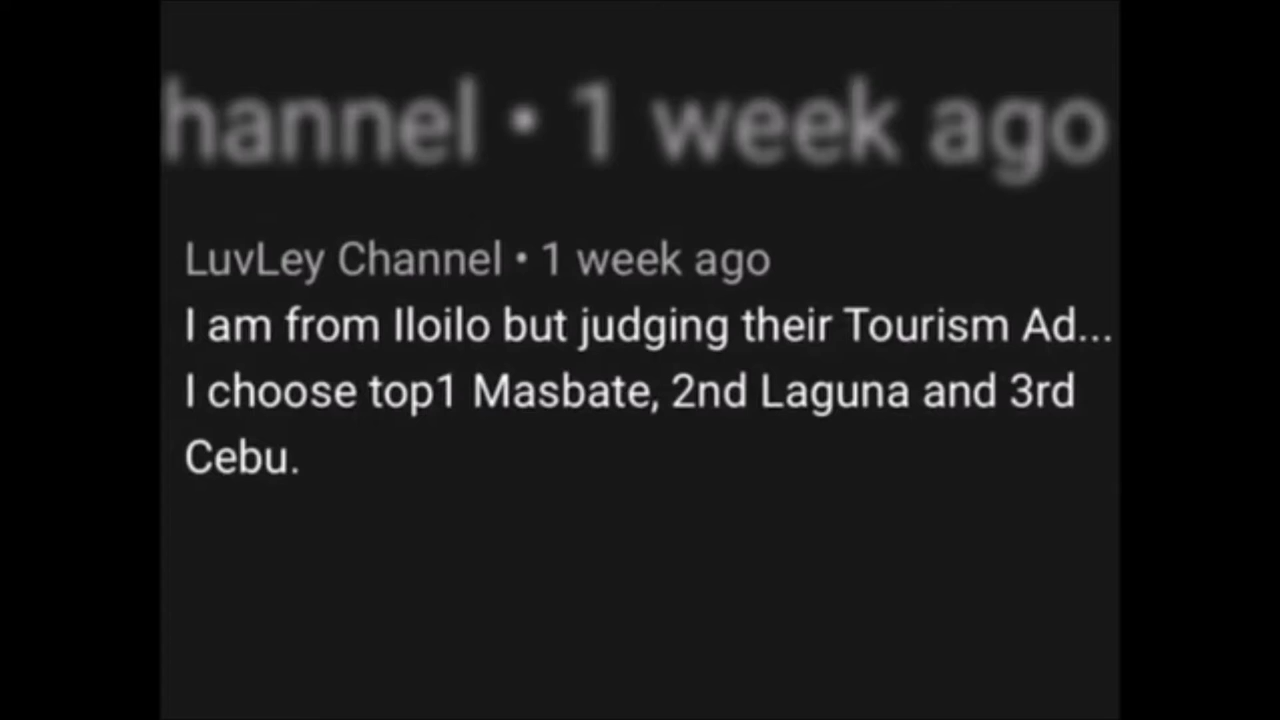 hannel • 1 week ago
LuvLey Channel • 1 week ago
I am from Iloilo but judging their Tourism Ad...
I choose top1 Masbate, 2nd Laguna and 3rd
Cebu.